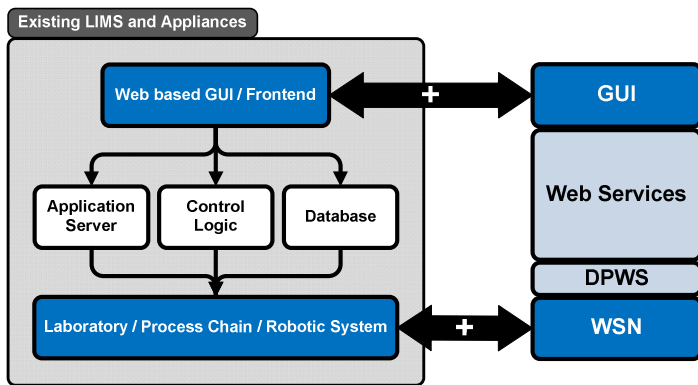 Existing LIMS and Appliances
Web based GUI / Frontend
+
GUI
Application
Server
Control
Logic
Database
Web Services
DPWS
Laboratory / Process Chain / Robotic System
+
WSN